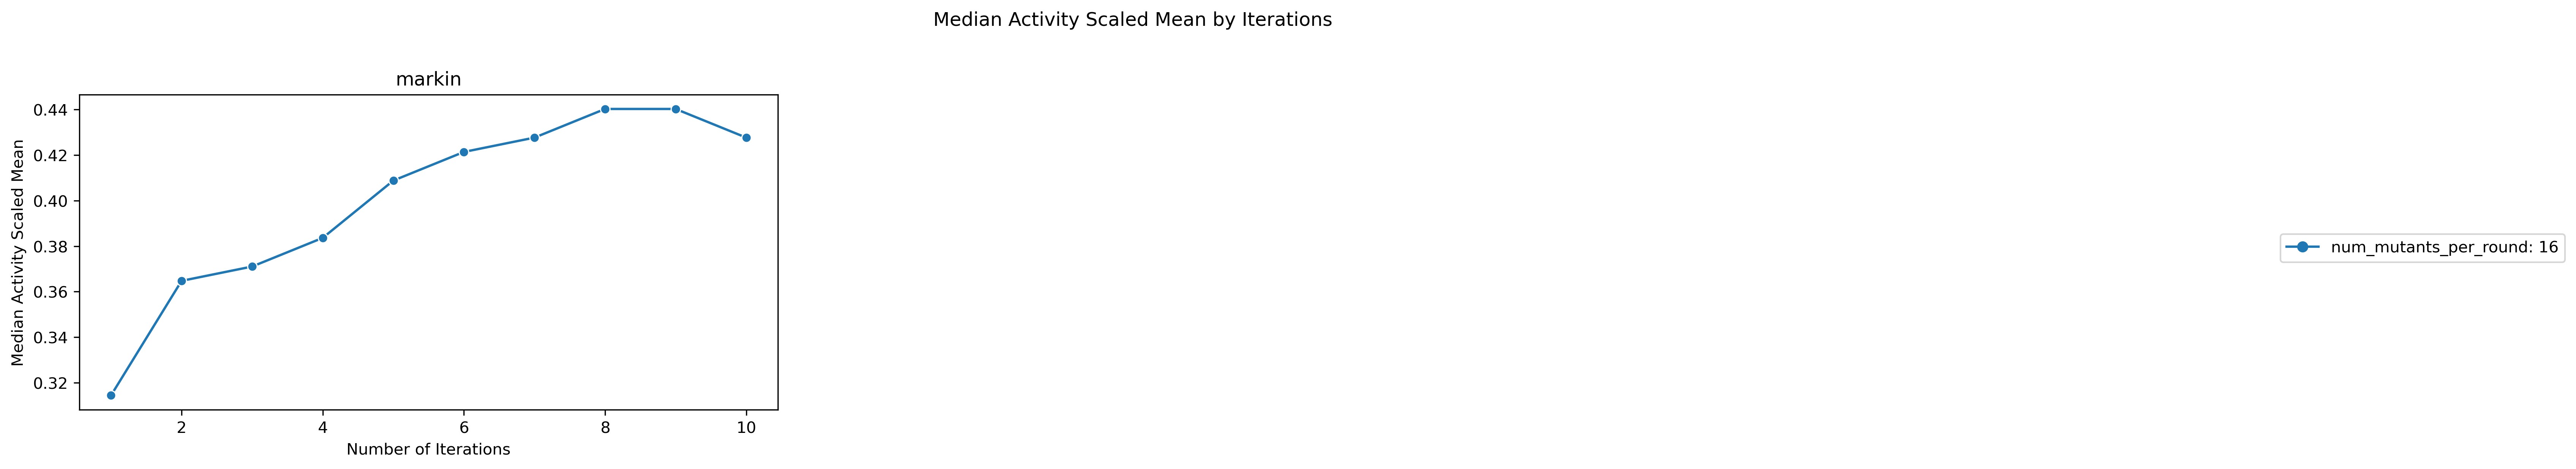 Median Activity Scaled Mean by Iterations
markin
Median Activity Scaled Mean
0.44
0.42
0.40
0.38
0.36
0.34
0.32
2 4 6 8 10
Number of Iterations
num_mutants_per_round: 16